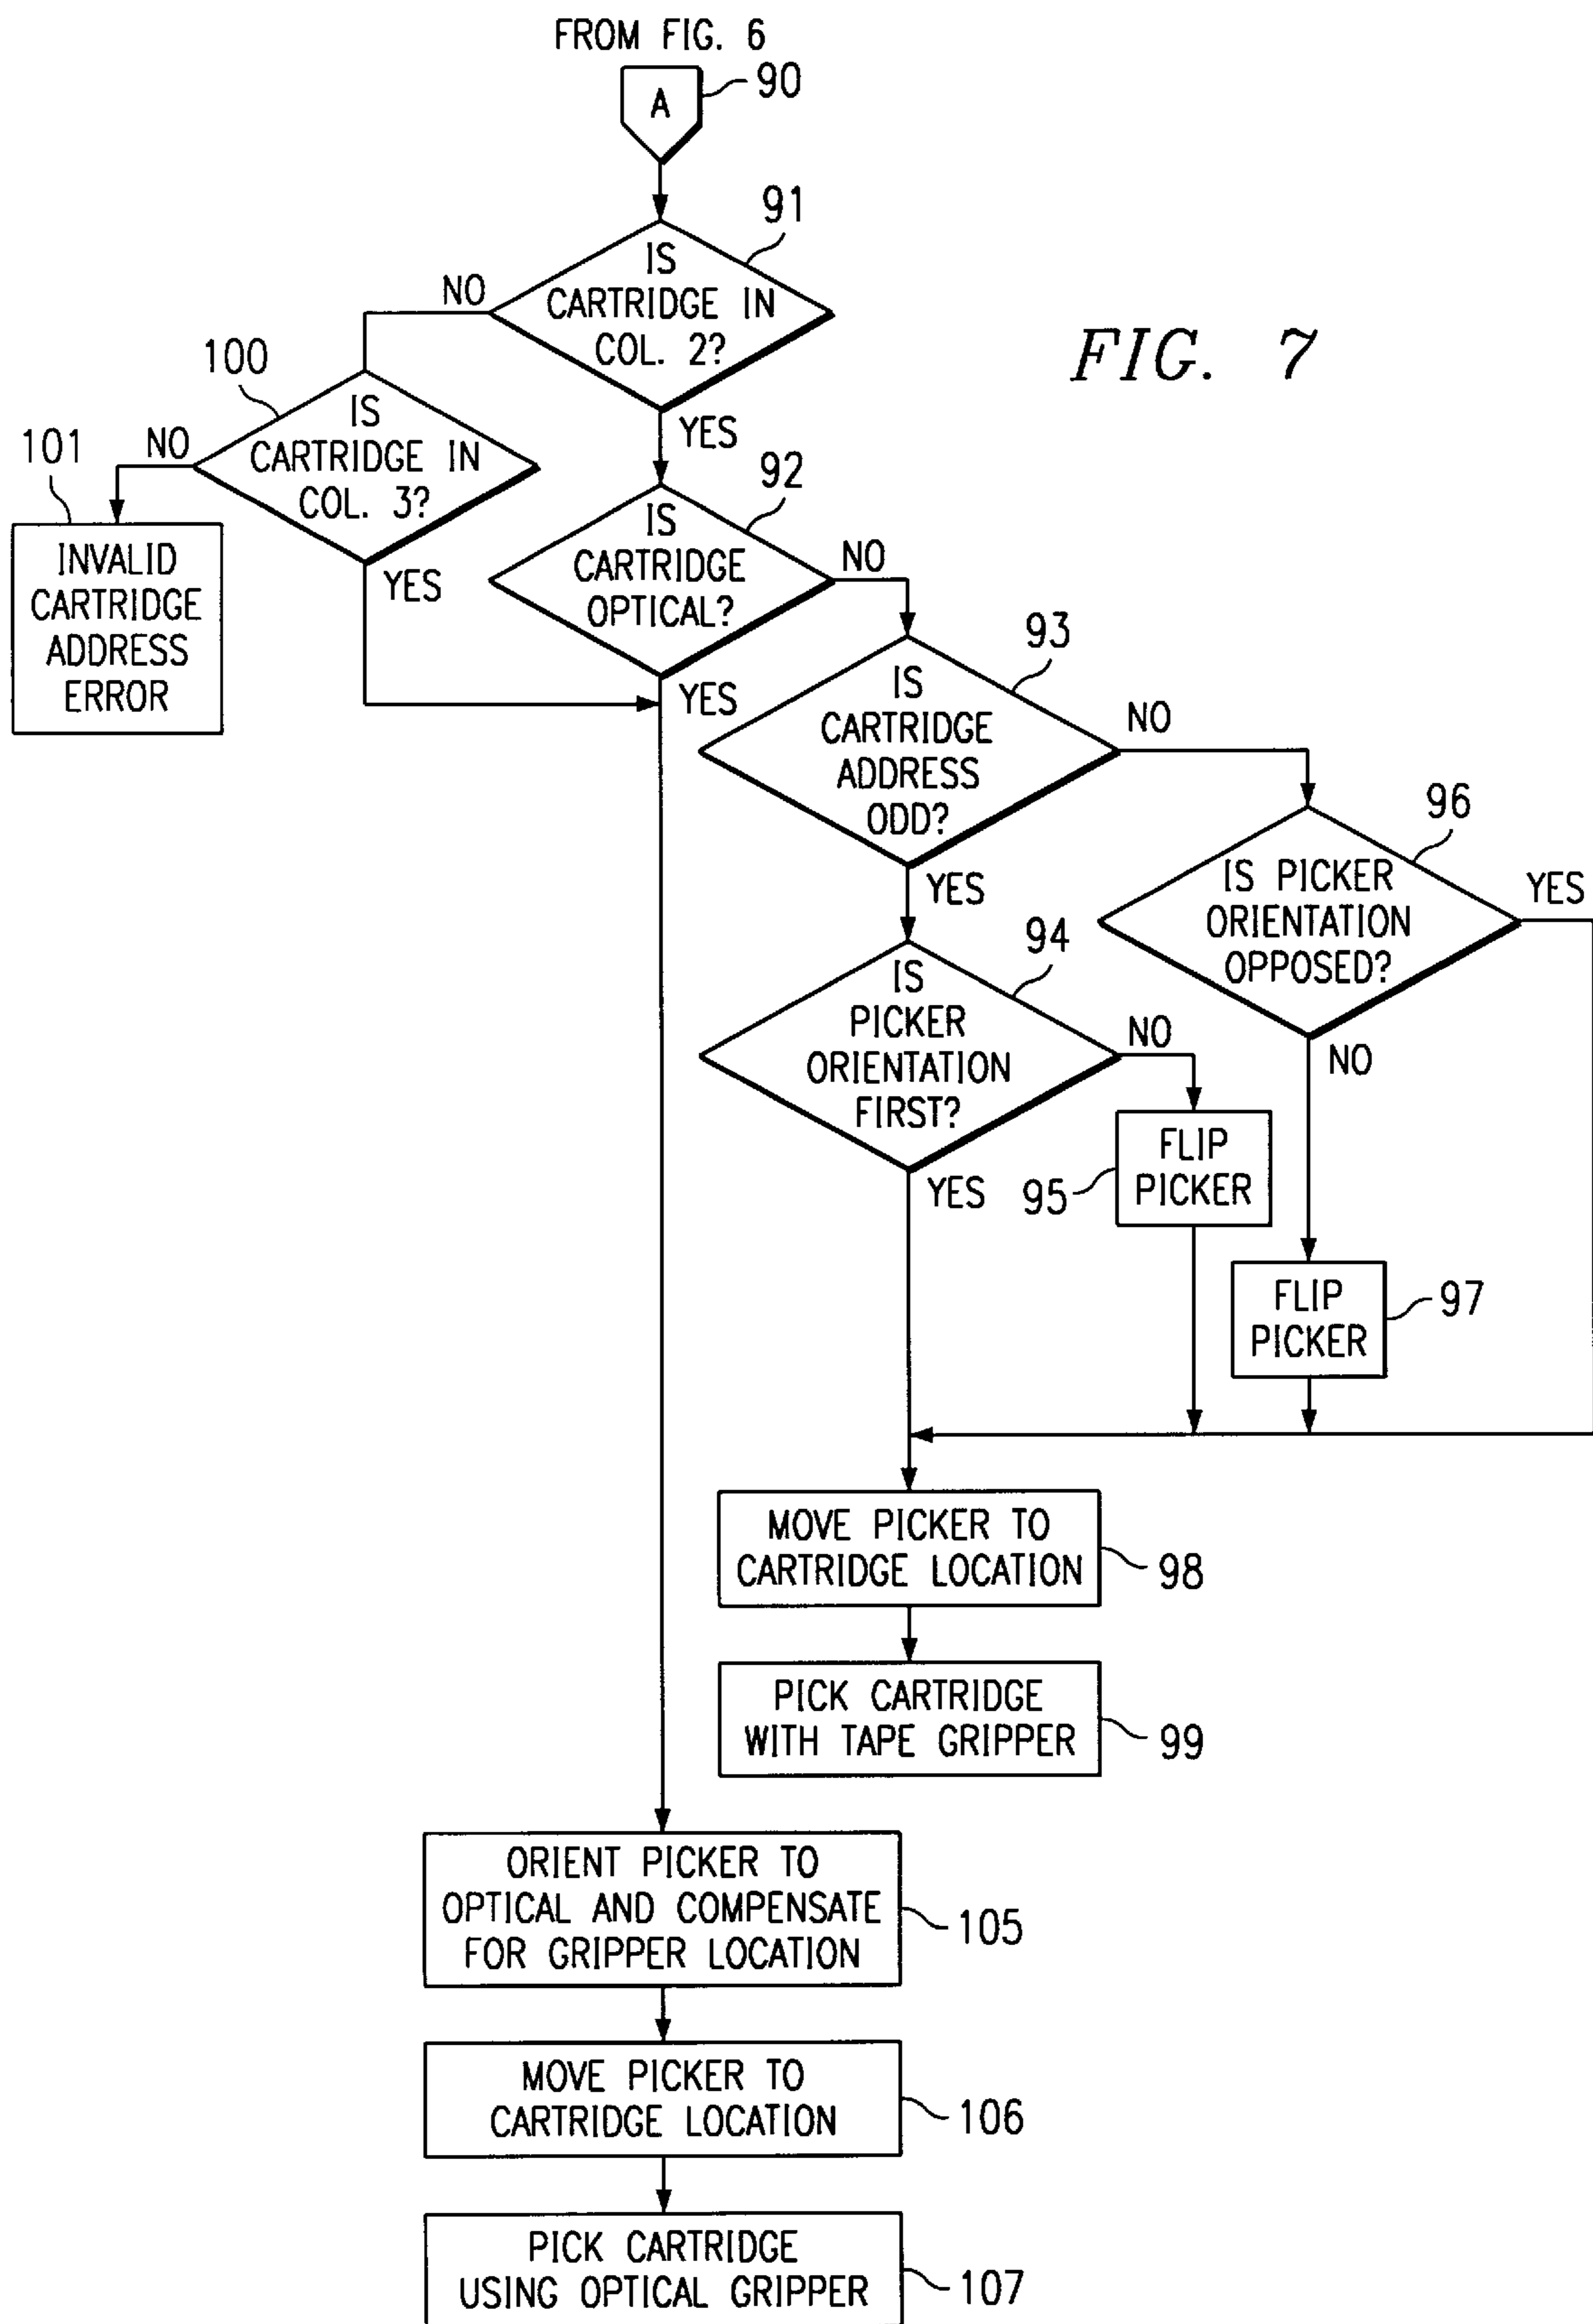 FROM FIG. 6
A
90
91
IS
CARTRIDGE IN
COL. 2?
NO
YES
FIG. 7
100
IS
CARTRIDGE IN
COL. 3?
NO
YES
101
INVALID
CARTRIDGE
ADDRESS
ERROR
92
IS
CARTRIDGE
OPTICAL?
NO
YES
93
IS
CARTRIDGE
ADDRESS
ODD?
NO
YES
96
IS PICKER
ORIENTATION
OPPOSED?
YES
NO
94
IS
PICKER
ORIENTATION
FIRST?
NO
YES
95
FLIP
PICKER
FLIP
PICKER
97
MOVE PICKER TO
CARTRIDGE LOCATION
98
PICK CARTRIDGE
WITH TAPE GRIPPER
99
ORIENT PICKER TO
OPTICAL AND COMPENSATE
FOR GRIPPER LOCATION
105
MOVE PICKER TO
CARTRIDGE LOCATION
106
PICK CARTRIDGE
USING OPTICAL GRIPPER
107